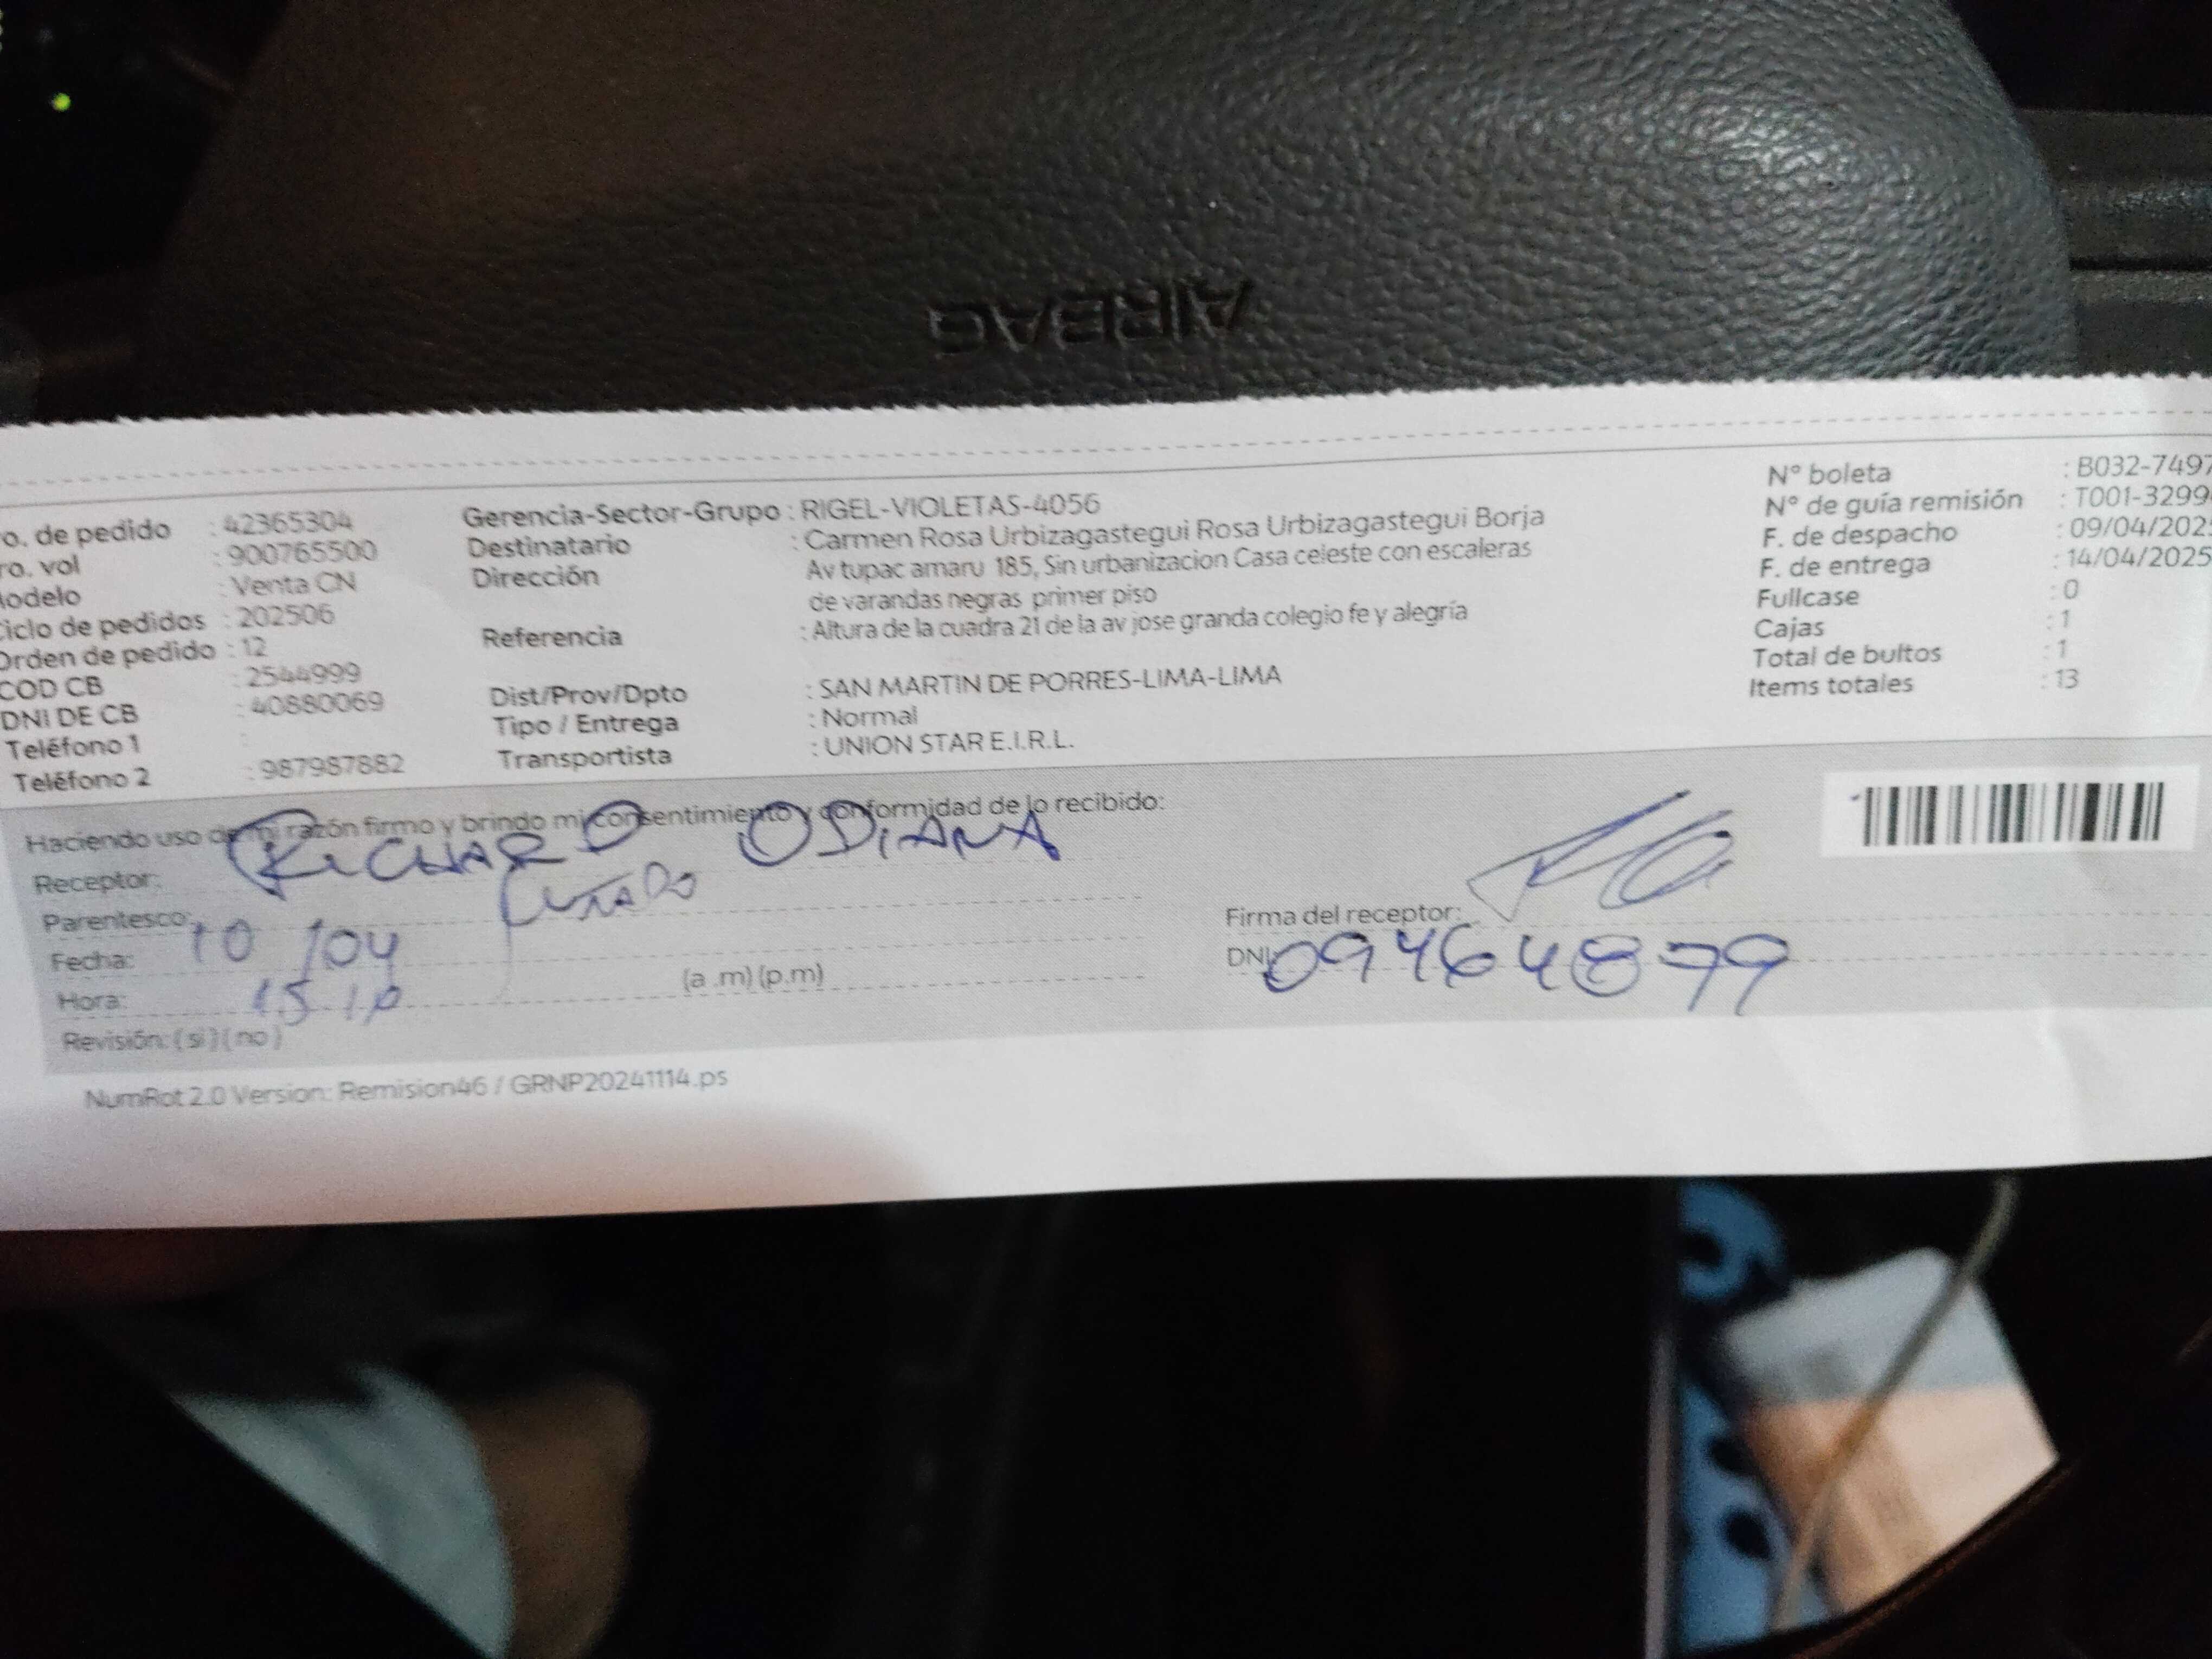 AIRBAG
o. de pedido : 42365304
ro. vol : 900765500
odelo : Venta CN
Ciclo de pedidos : 202506
Orden de pedido : 12
COD CB : 2544999
DNI DE CB : 40880069
Teléfono 1 :
Teléfono 2 : 987987882
Gerencia-Sector-Grupo : RIGEL-VIOLETAS-4056
Destinatario : Carmen Rosa Urbizagastegui Rosa Urbizagastegui Borja
Dirección Av tupac amaru 185, Sin urbanizacion Casa celeste con escaleras
de varandas negras primer piso
Referencia : Altura de la cuadra 21 de la av jose granda colegio fe y alegría
Dist/Prov/Dpto : SAN MARTIN DE PORRES-LIMA-LIMA
Tipo / Entrega : Normal
Transportista : UNION STAR E.I.R.L.
N° boleta : B032-7497
N° de guía remisión : T001-3299
F. de despacho : 09/04/202
F. de entrega : 14/04/2025
Fullcase : 0
Cajas : 1
Total de bultos : 1
Items totales : 13
Haciendo uso de mi razón firmo y brindo mi consentimiento y conformidad de lo recibido:
Receptor: RICHARD ODIANA
Parentesco:
Fecha: 10/04
Hora: 15 10 (a .m) (p.m)
Revisión: ( si ) ( no )
Firma del receptor:
DNI: 09464879
NumRot 2.0 Version: Remision46 / GRNP20241114.ps